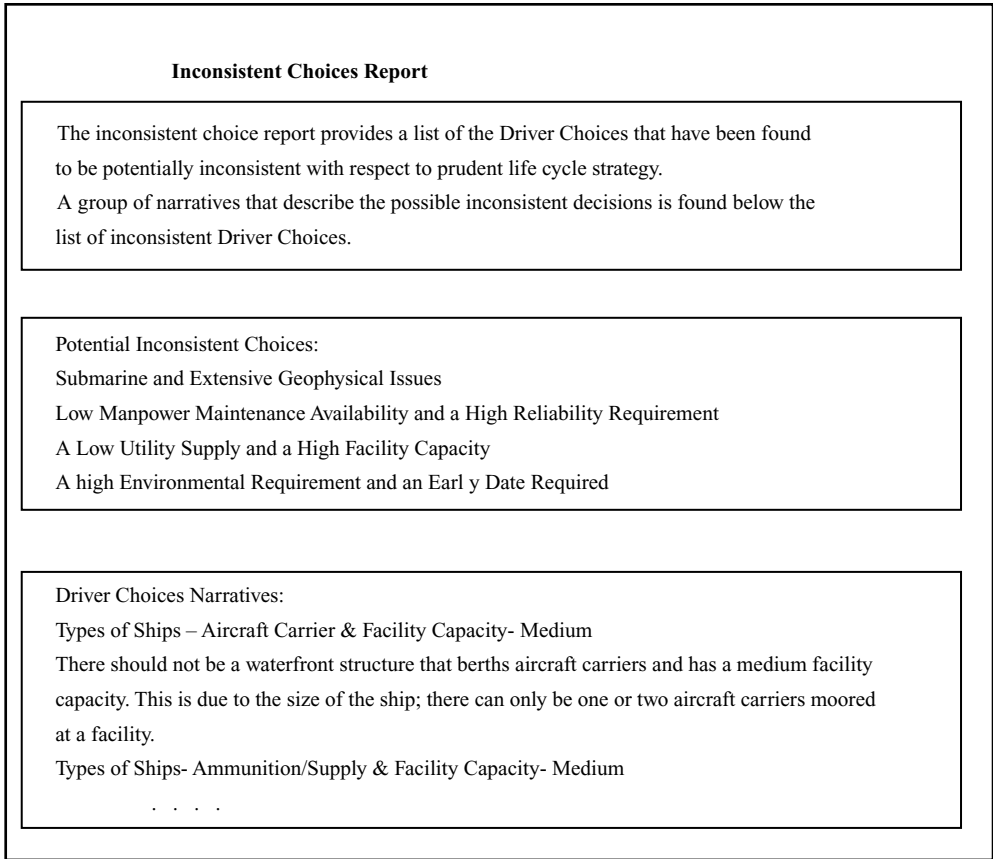 Inconsistent Choices Report
The inconsistent choice report provides a list of the Driver Choices that have been found
to be potentially inconsistent with respect to prudent life cycle strategy.
A group of narratives that describe the possible inconsistent decisions is found below the
list of inconsistent Driver Choices.
Potential Inconsistent Choices:
Submarine and Extensive Geophysical Issues
Low Manpower Maintenance Availability and a High Reliability Requirement
A Low Utility Supply and a High Facility Capacity
A high Environmental Requirement and an Earl y Date Required
Driver Choices Narratives:
Types of Ships – Aircraft Carrier & Facility Capacity- Medium
There should not be a waterfront structure that berths aircraft carriers and has a medium facility
capacity. This is due to the size of the ship; there can only be one or two aircraft carriers moored
at a facility.
Types of Ships- Ammunition/Supply & Facility Capacity- Medium
. . . .